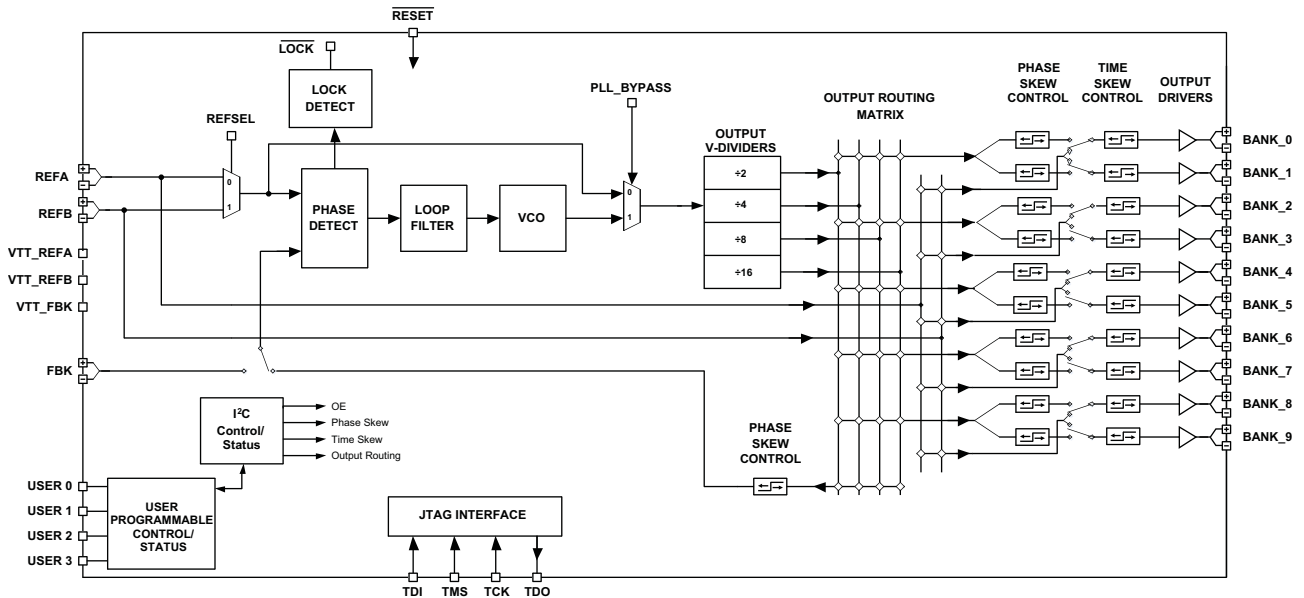 RESET
LOCK
LOCK
DETECT
REFSEL
PLL_BYPASS
OUTPUT ROUTING
MATRIX
PHASE
SKEW
CONTROL
TIME
SKEW
CONTROL
OUTPUT
DRIVERS
OUTPUT
V-DIVIDERS
÷2
÷4
÷8
÷16
+
-
REFA
+
-
REFB
VTT_REFA
VTT_REFB
VTT_FBK
+
-
FBK
0
1
PHASE
DETECT
LOOP
FILTER
VCO
0
1
+
-
BANK_0
+
-
BANK_1
+
-
BANK_2
+
-
BANK_3
+
-
BANK_4
+
-
BANK_5
+
-
BANK_6
+
-
BANK_7
+
-
BANK_8
+
-
BANK_9
I²C
Control/
Status
OE
Phase Skew
Time Skew
Output Routing
PHASE
SKEW
CONTROL
USER 0
USER 1
USER 2
USER 3
USER
PROGRAMMABLE
CONTROL/
STATUS
JTAG INTERFACE
TDI
TMS
TCK
TDO